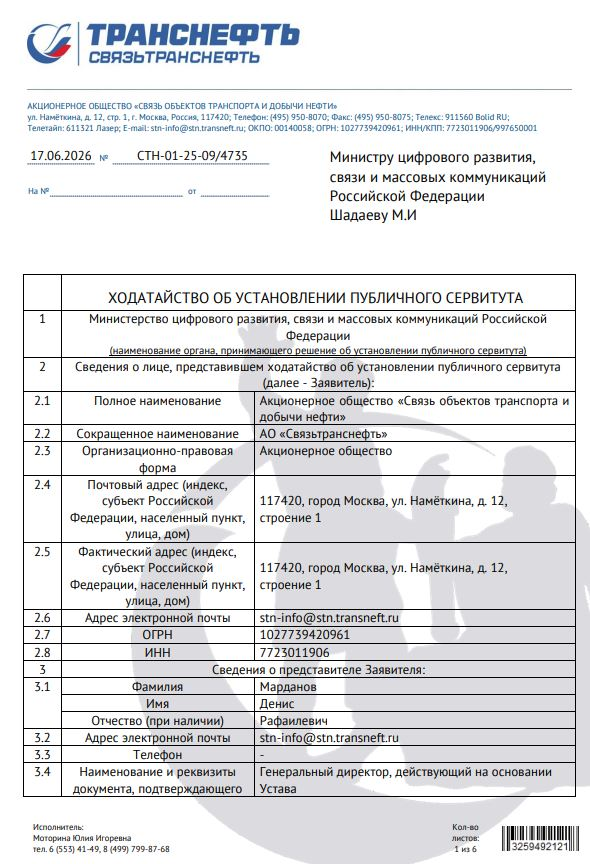 ТРАНСНЕФТЬ
СВЯЗЬТРАНСНЕФТЬ
АКЦИОНЕРНОЕ ОБЩЕСТВО «СВЯЗЬ ОБЪЕКТОВ ТРАНСПОРТА И ДОБЫЧИ НЕФТИ»
ул. Намёткина, д. 12, стр. 1, г. Москва, Россия, 117420; Телефон: (495) 950-8070; Факс: (495) 950-8075; Телекс: 911560 Bolid RU;
Телетайп: 611321 Лазер; E-mail: stn-info@stn.transneft.ru; ОКПО: 00140058; ОГРН: 1027739420961; ИНН/КПП: 7723011906/997650001
17.06.2026 № СТН-01-25-09/4735
На № от
Министру цифрового развития,
связи и массовых коммуникаций
Российской Федерации
Шадаеву М.И
ХОДАТАЙСТВО ОБ УСТАНОВЛЕНИИ ПУБЛИЧНОГО СЕРВИТУТА
1 Министерство цифрового развития, связи и массовых коммуникаций Российской
Федерации
(наименование органа, принимающего решение об установлении публичного сервитута)
2 Сведения о лице, представившем ходатайство об установлении публичного сервитута
(далее - Заявитель):
2.1 Полное наименование Акционерное общество «Связь объектов транспорта и
добычи нефти»
2.2 Сокращенное наименование АО «Связьтранснефть»
2.3 Организационно-правовая Акционерное общество
форма
2.4 Почтовый адрес (индекс,
субъект Российской 117420, город Москва, ул. Намёткина, д. 12,
Федерации, населенный пункт, строение 1
улица, дом)
2.5 Фактический адрес (индекс,
субъект Российской 117420, город Москва, ул. Намёткина, д. 12,
Федерации, населенный пункт, строение 1
улица, дом)
2.6 Адрес электронной почты stn-info@stn.transneft.ru
2.7 ОГРН 1027739420961
2.8 ИНН 7723011906
3 Сведения о представителе Заявителя:
3.1 Фамилия Марданов
Имя Денис
Отчество (при наличии) Рафаилевич
3.2 Адрес электронной почты stn-info@stn.transneft.ru
3.3 Телефон -
3.4 Наименование и реквизиты Генеральный директор, действующий на основании
документа, подтверждающего Устава
Исполнитель:
Моторина Юлия Игоревна
тел. 6 (553) 41-49, 8 (499) 799-87-68
Кол-во
листов:
1 из 6
3259492121